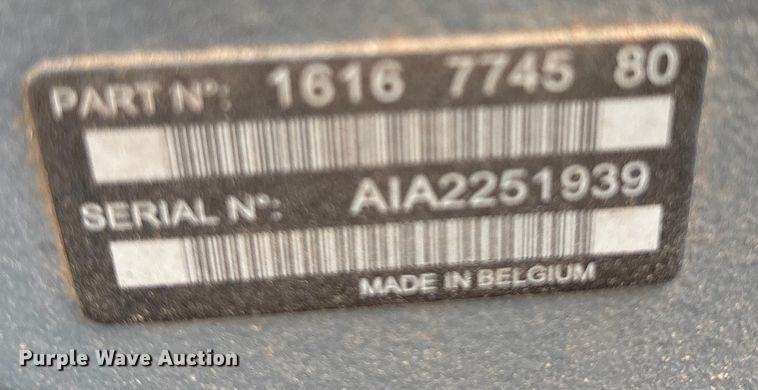 PART N°: 1616 7745 80
SERIAL N°: AIA2251939
MADE IN BELGIUM
Purple Wave Auction